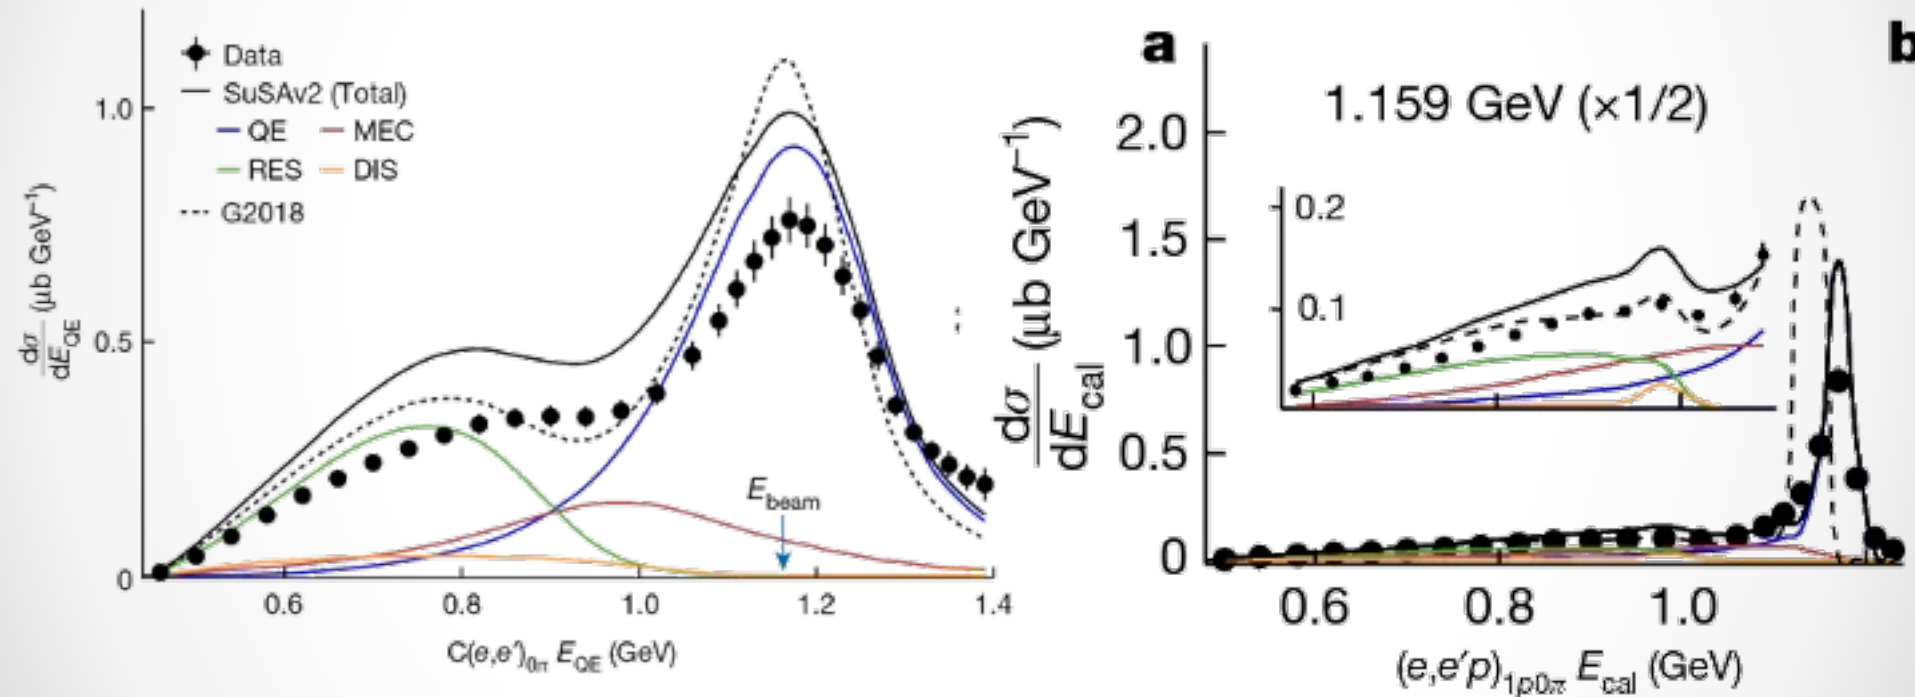 Data
SuSAv2 (Total)
QE MEC
RES DIS
G2018
1.0
0.5
0
dσ
dE_QE (μb GeV⁻¹)
E_beam
0.6 0.8 1.0 1.2 1.4
C(e,e′)_0π E_QE (GeV)
a
b
1.159 GeV (×1/2)
2.0
1.5
1.0
0.5
0
0.2
0.1
dσ
dE_cal (μb GeV⁻¹)
0.6 0.8 1.0
(e,e′p)_1p0π E_cal (GeV)